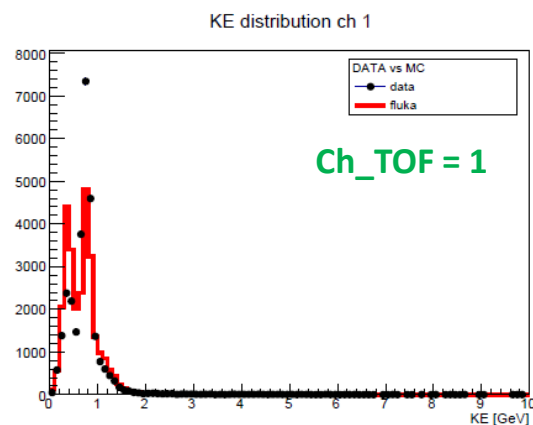 KE distribution ch 1
8000
7000
6000
5000
4000
3000
2000
1000
0
DATA vs MC
data
fluka
Ch_TOF = 1
0 1 2 3 4 5 6 7 8 9 10
KE [GeV]